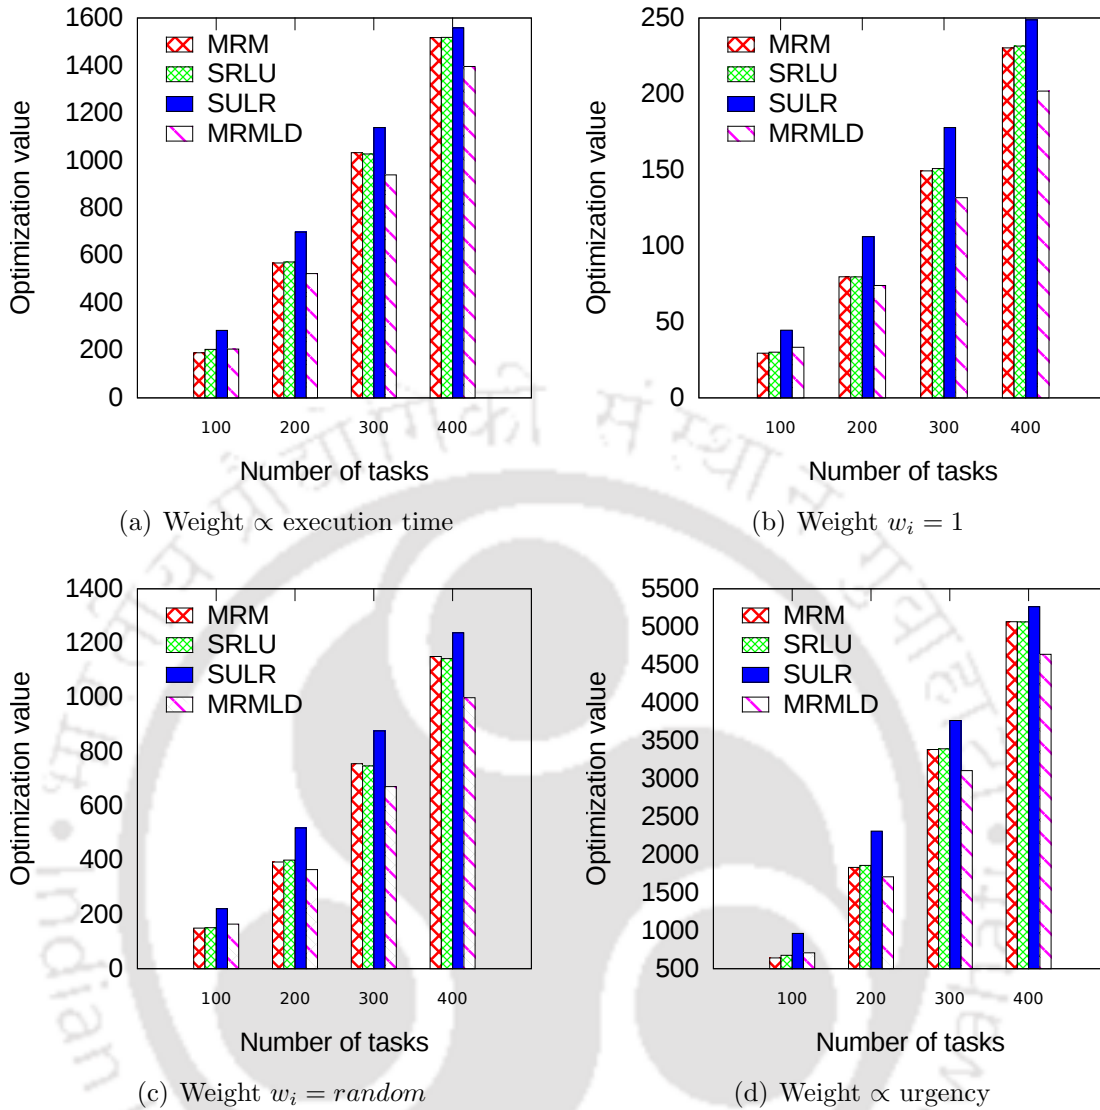 1600
1400
1200
1000
800
600
400
200
0
Optimization value
MRM
SRLU
SULR
MRMLD
100 200 300 400
Number of tasks
(a) Weight ∝ execution time
250
200
150
100
50
0
Optimization value
MRM
SRLU
SULR
MRMLD
100 200 300 400
Number of tasks
(b) Weight w_i = 1
1400
1200
1000
800
600
400
200
0
Optimization value
MRM
SRLU
SULR
MRMLD
100 200 300 400
Number of tasks
(c) Weight w_i = random
5500
5000
4500
4000
3500
3000
2500
2000
1500
1000
500
Optimization value
MRM
SRLU
SULR
MRMLD
100 200 300 400
Number of tasks
(d) Weight ∝ urgency
Indian